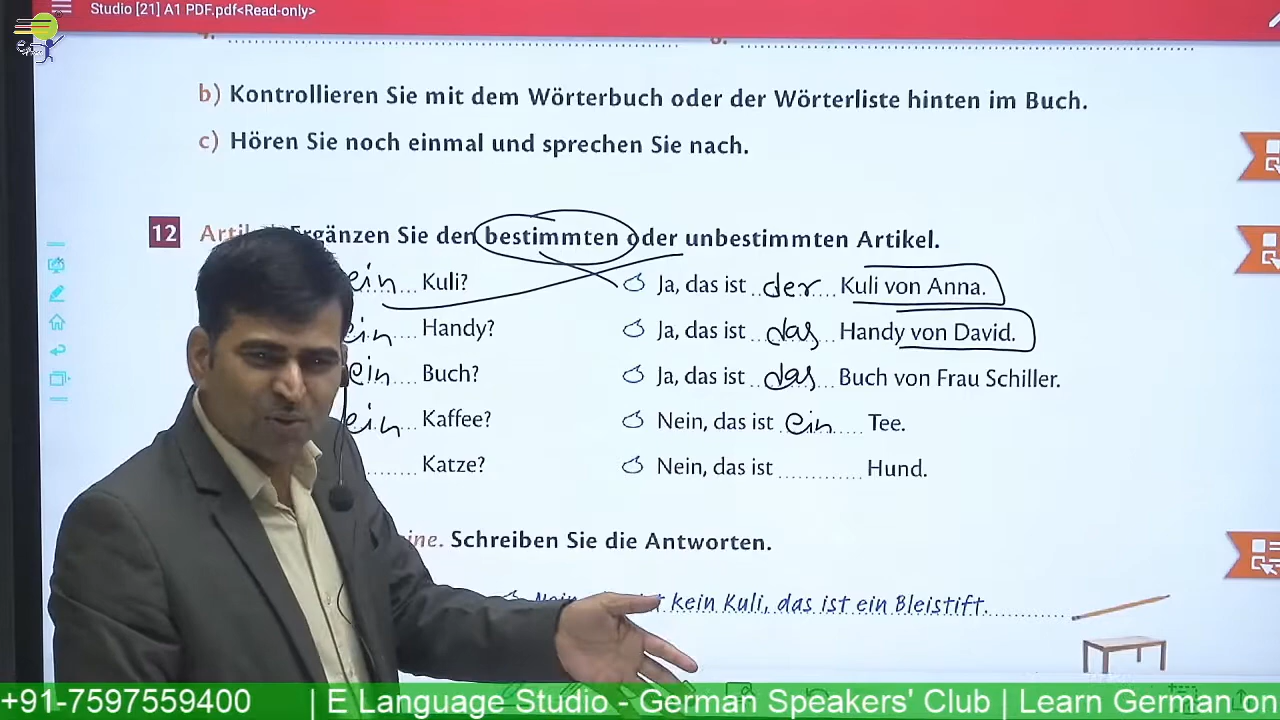 Studio [21] A1 PDF.pdf<Read-only>
b) Kontrollieren Sie mit dem Wörterbuch oder der Wörterliste hinten im Buch.
c) Hören Sie noch einmal und sprechen Sie nach.
12 Ergänzen Sie den bestimmten oder unbestimmten Artikel.
ein Kuli? Ja, das ist der Kuli von Anna.
ein Handy? Ja, das ist das Handy von David.
ein Buch? Ja, das ist das Buch von Frau Schiller.
ein Kaffee? Nein, das ist ein Tee.
Katze? Nein, das ist Hund.
Schreiben Sie die Antworten.
kein Kuli, das ist ein Bleistift.
+91-7597559400 | E Language Studio - German Speakers' Club | Learn German on